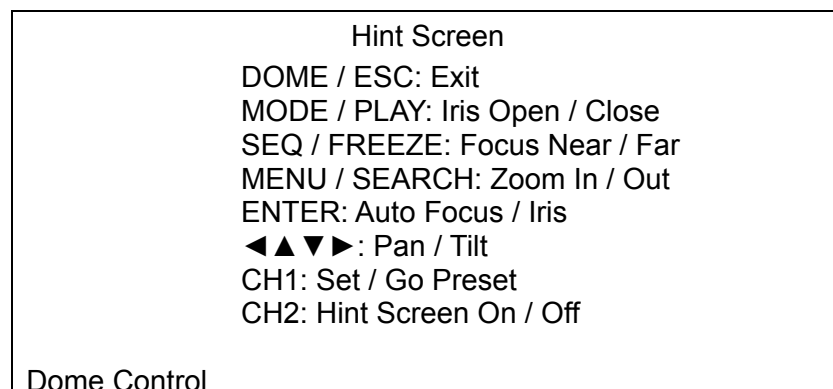 Hint Screen
DOME / ESC: Exit
MODE / PLAY: Iris Open / Close
SEQ / FREEZE: Focus Near / Far
MENU / SEARCH: Zoom In / Out
ENTER: Auto Focus / Iris
◄▲▼►: Pan / Tilt
CH1: Set / Go Preset
CH2: Hint Screen On / Off
Dome Control